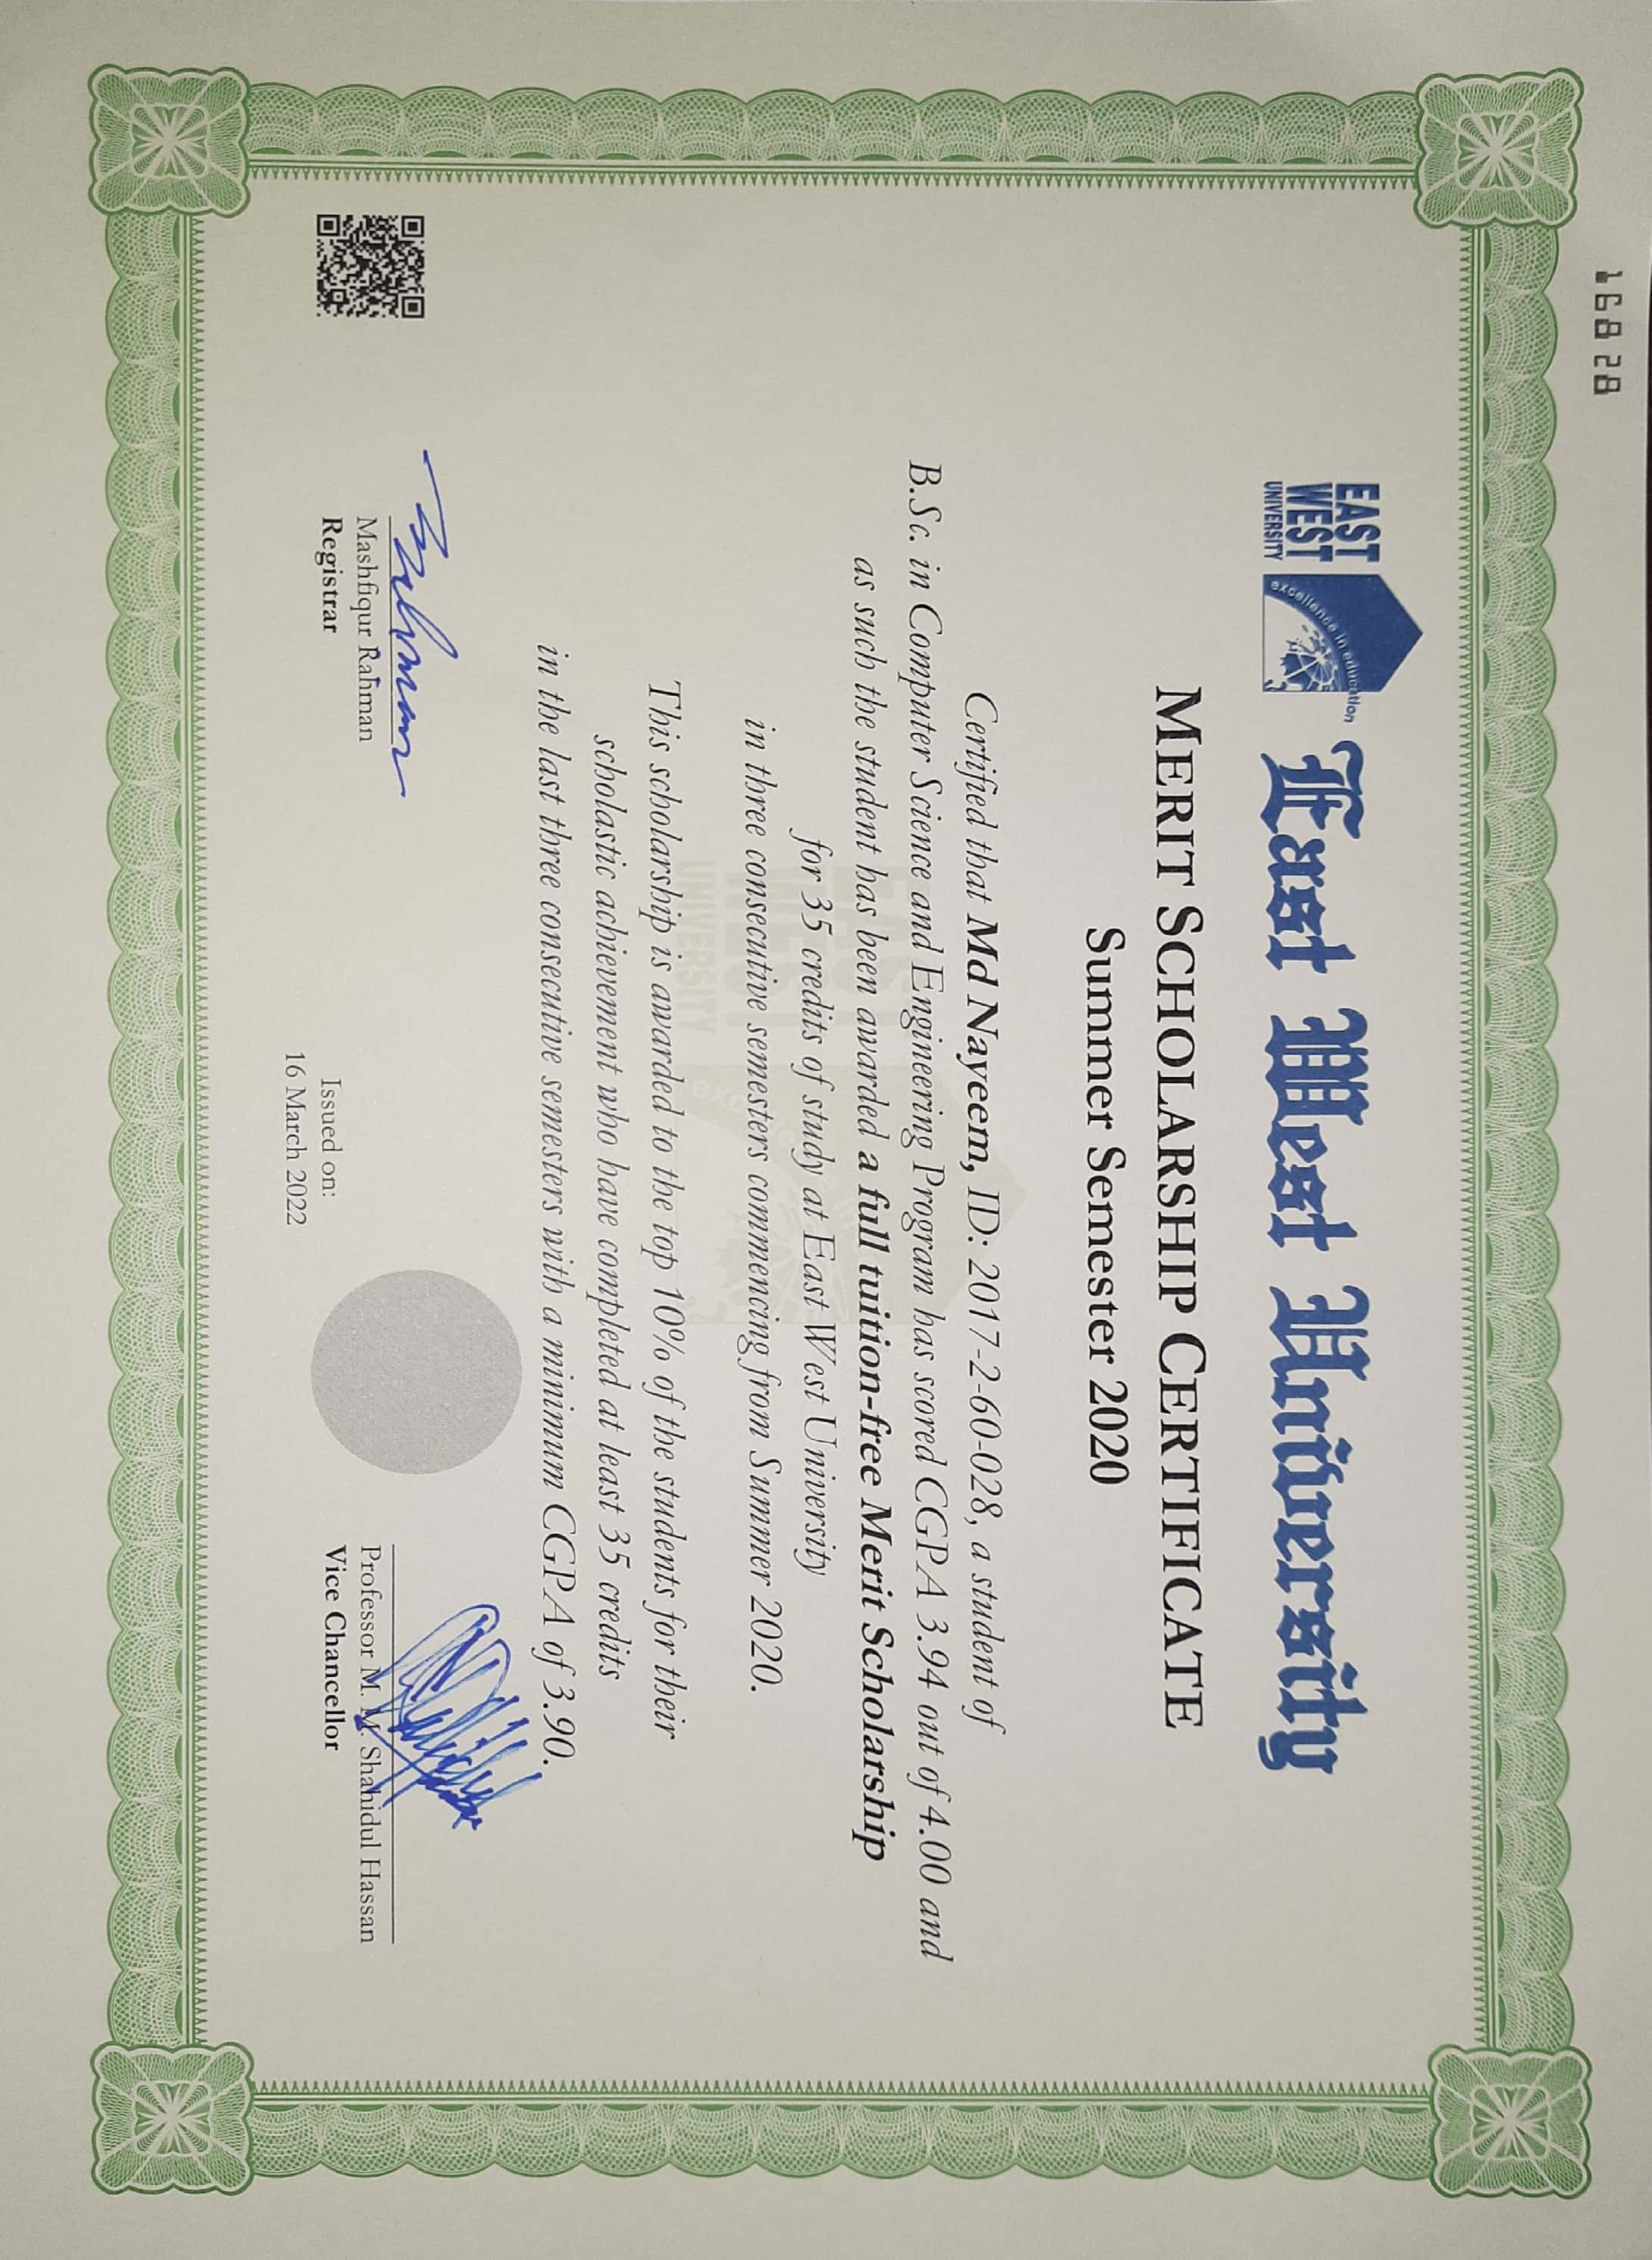 16828
EAST
WEST
UNIVERSITY
excellence in education
East West University
MERIT SCHOLARSHIP CERTIFICATE
Summer Semester 2020
Certified that Md Nayeem, ID: 2017-2-60-028, a student of
B.Sc. in Computer Science and Engineering Program has scored CGPA 3.94 out of 4.00 and
as such the student has been awarded a full tuition-free Merit Scholarship
for 35 credits of study at East West University
in three consecutive semesters commencing from Summer 2020.
EAST
WEST
UNIVERSITY
This scholarship is awarded to the top 10% of the students for their
scholastic achievement who have completed at least 35 credits
in the last three consecutive semesters with a minimum CGPA of 3.90.
Mashfiqur Rahman
Registrar
Issued on:
16 March 2022
Professor M. M. Shahidul Hassan
Vice Chancellor